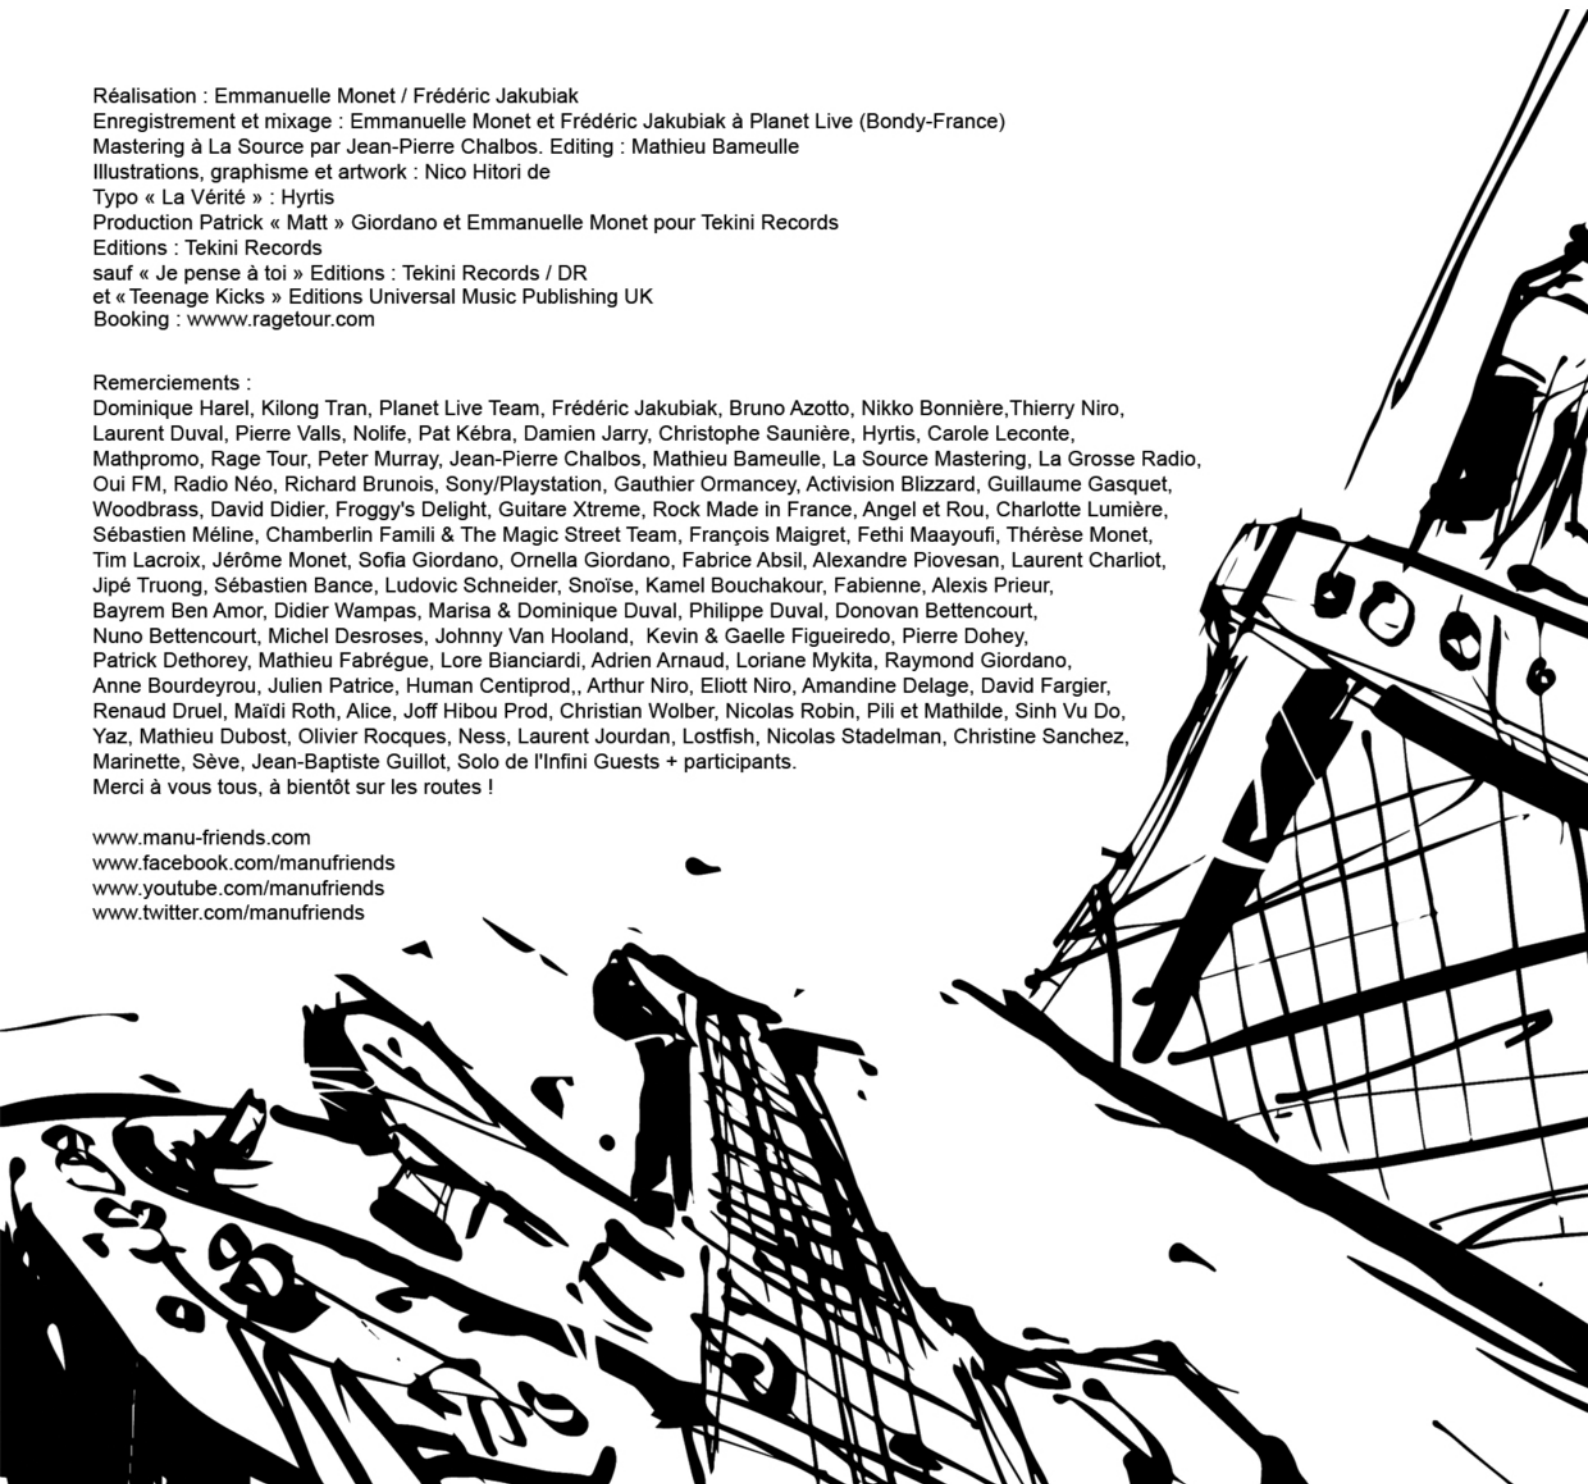 Réalisation : Emmanuelle Monet / Frédéric Jakubiak
Enregistrement et mixage : Emmanuelle Monet et Frédéric Jakubiak à Planet Live (Bondy-France)
Mastering à La Source par Jean-Pierre Chalbos. Editing : Mathieu Bameulle
Illustrations, graphisme et artwork : Nico Hitori de
Typo « La Vérité » : Hyrtis
Production Patrick « Matt » Giordano et Emmanuelle Monet pour Tekini Records
Editions : Tekini Records
sauf « Je pense à toi » Editions : Tekini Records / DR
et « Teenage Kicks » Editions Universal Music Publishing UK
Booking : wwww.ragetour.com
Remerciements :
Dominique Harel, Kilong Tran, Planet Live Team, Frédéric Jakubiak, Bruno Azotto, Nikko Bonnière,Thierry Niro,
Laurent Duval, Pierre Valls, Nolife, Pat Kébra, Damien Jarry, Christophe Saunière, Hyrtis, Carole Leconte,
Mathpromo, Rage Tour, Peter Murray, Jean-Pierre Chalbos, Mathieu Bameulle, La Source Mastering, La Grosse Radio,
Oui FM, Radio Néo, Richard Brunois, Sony/Playstation, Gauthier Ormancey, Activision Blizzard, Guillaume Gasquet,
Woodbrass, David Didier, Froggy's Delight, Guitare Xtreme, Rock Made in France, Angel et Rou, Charlotte Lumière,
Sébastien Méline, Chamberlin Famili & The Magic Street Team, François Maigret, Fethi Maayoufi, Thérèse Monet,
Tim Lacroix, Jérôme Monet, Sofia Giordano, Ornella Giordano, Fabrice Absil, Alexandre Piovesan, Laurent Charliot,
Jipé Truong, Sébastien Bance, Ludovic Schneider, Snoïse, Kamel Bouchakour, Fabienne, Alexis Prieur,
Bayrem Ben Amor, Didier Wampas, Marisa & Dominique Duval, Philippe Duval, Donovan Bettencourt,
Nuno Bettencourt, Michel Desroses, Johnny Van Hooland, Kevin & Gaelle Figueiredo, Pierre Dohey,
Patrick Dethorey, Mathieu Fabrégue, Lore Bianciardi, Adrien Arnaud, Loriane Mykita, Raymond Giordano,
Anne Bourdeyrou, Julien Patrice, Human Centiprod,, Arthur Niro, Eliott Niro, Amandine Delage, David Fargier,
Renaud Druel, Maïdi Roth, Alice, Joff Hibou Prod, Christian Wolber, Nicolas Robin, Pili et Mathilde, Sinh Vu Do,
Yaz, Mathieu Dubost, Olivier Rocques, Ness, Laurent Jourdan, Lostfish, Nicolas Stadelman, Christine Sanchez,
Marinette, Sève, Jean-Baptiste Guillot, Solo de l'Infini Guests + participants.
Merci à vous tous, à bientôt sur les routes !
www.manu-friends.com
www.facebook.com/manufriends
www.youtube.com/manufriends
www.twitter.com/manufriends